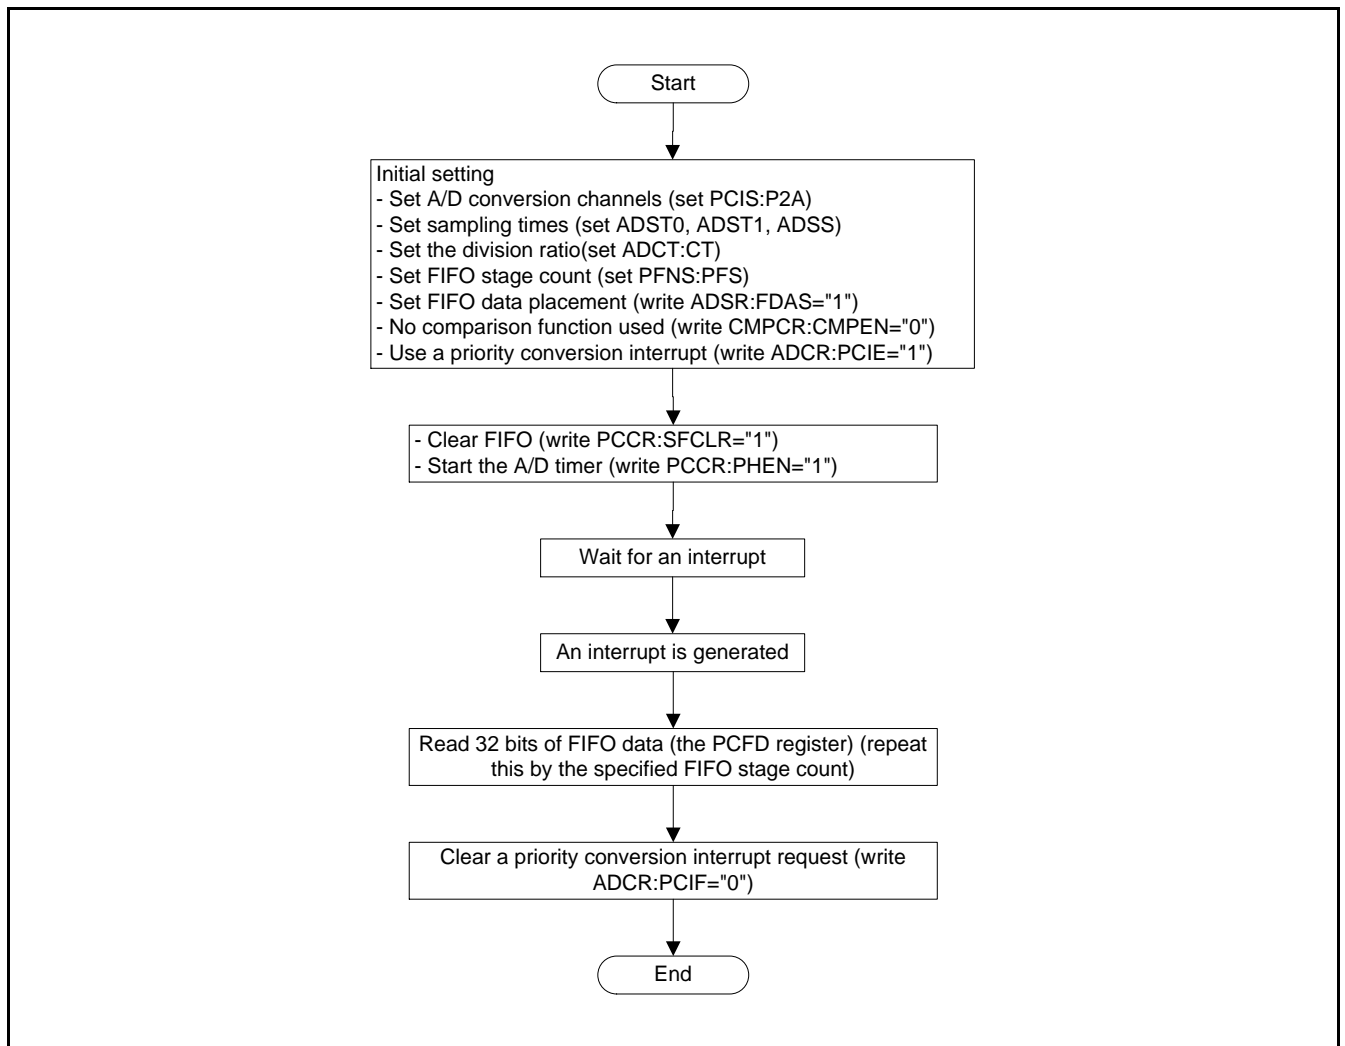 Start
Initial setting
- Set A/D conversion channels (set PCIS:P2A)
- Set sampling times (set ADST0, ADST1, ADSS)
- Set the division ratio(set ADCT:CT)
- Set FIFO stage count (set PFNS:PFS)
- Set FIFO data placement (write ADSR:FDAS="1")
- No comparison function used (write CMPCR:CMPEN="0")
- Use a priority conversion interrupt (write ADCR:PCIE="1")
- Clear FIFO (write PCCR:SFCLR="1")
- Start the A/D timer (write PCCR:PHEN="1")
Wait for an interrupt
An interrupt is generated
Read 32 bits of FIFO data (the PCFD register) (repeat
this by the specified FIFO stage count)
Clear a priority conversion interrupt request (write
ADCR:PCIF="0")
End